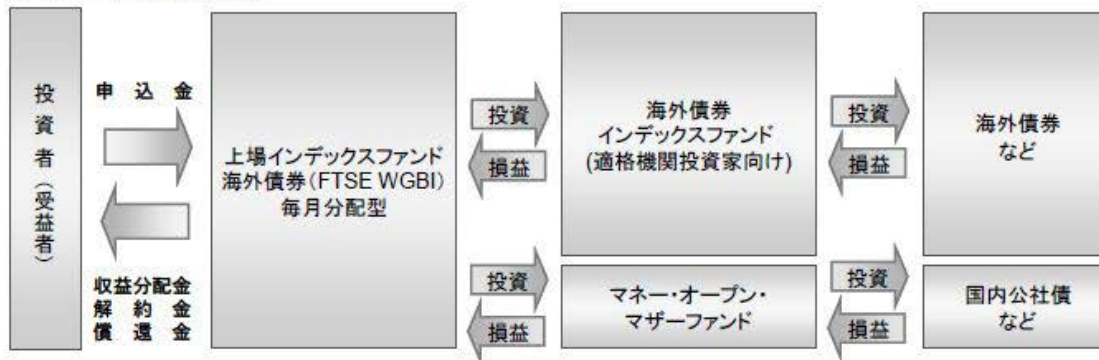 投資者(受益者)
申込金
収益分配金
解約金
償還金
上場インデックスファンド
海外債券(FTSE WGBI)
毎月分配型
投資
損益
投資
損益
海外債券
インデックスファンド
(適格機関投資家向け)
マネー・オープン・
マザーファンド
投資
損益
投資
損益
海外債券
など
国内公社債
など